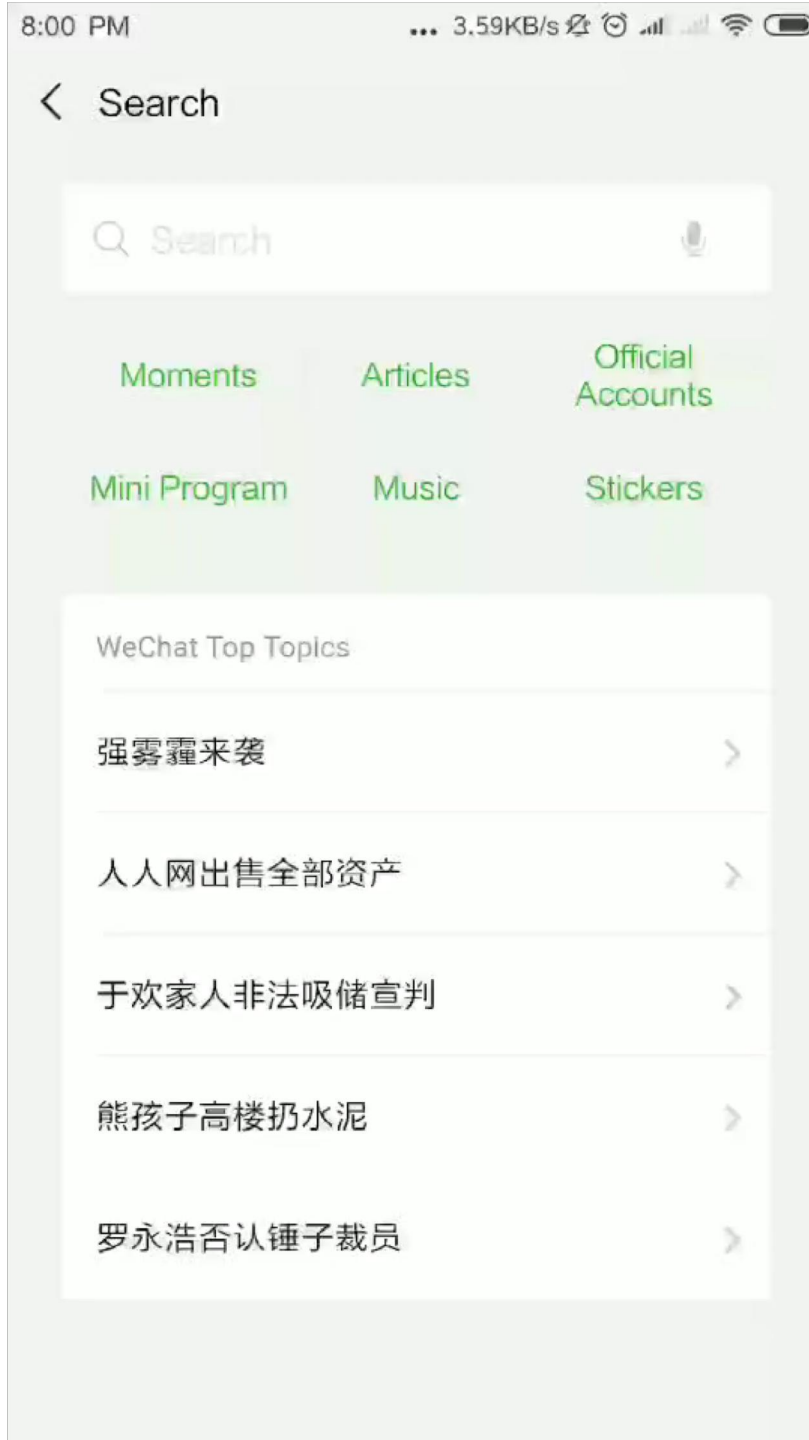 8:00 PM
... 3.59KB/s
Search
Search
Moments
Articles
Official
Accounts
Mini Program
Music
Stickers
WeChat Top Topics
强雾霾来袭
人人网出售全部资产
于欢家人非法吸储宣判
熊孩子高楼扔水泥
罗永浩否认锤子裁员